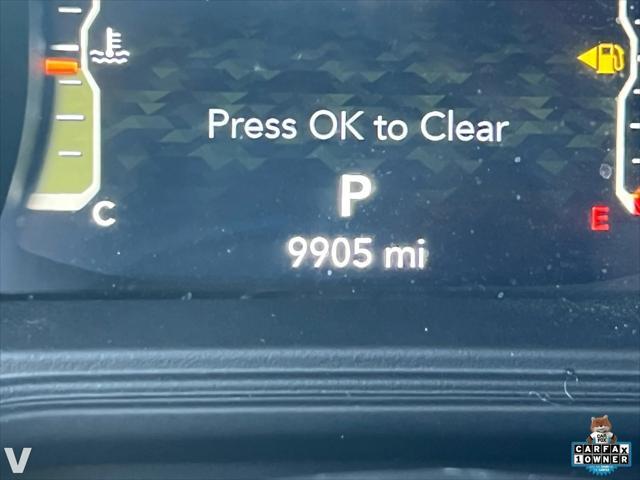 Press OK to Clear
P
C
E
9905 mi
V
CARFAX
1 OWNER